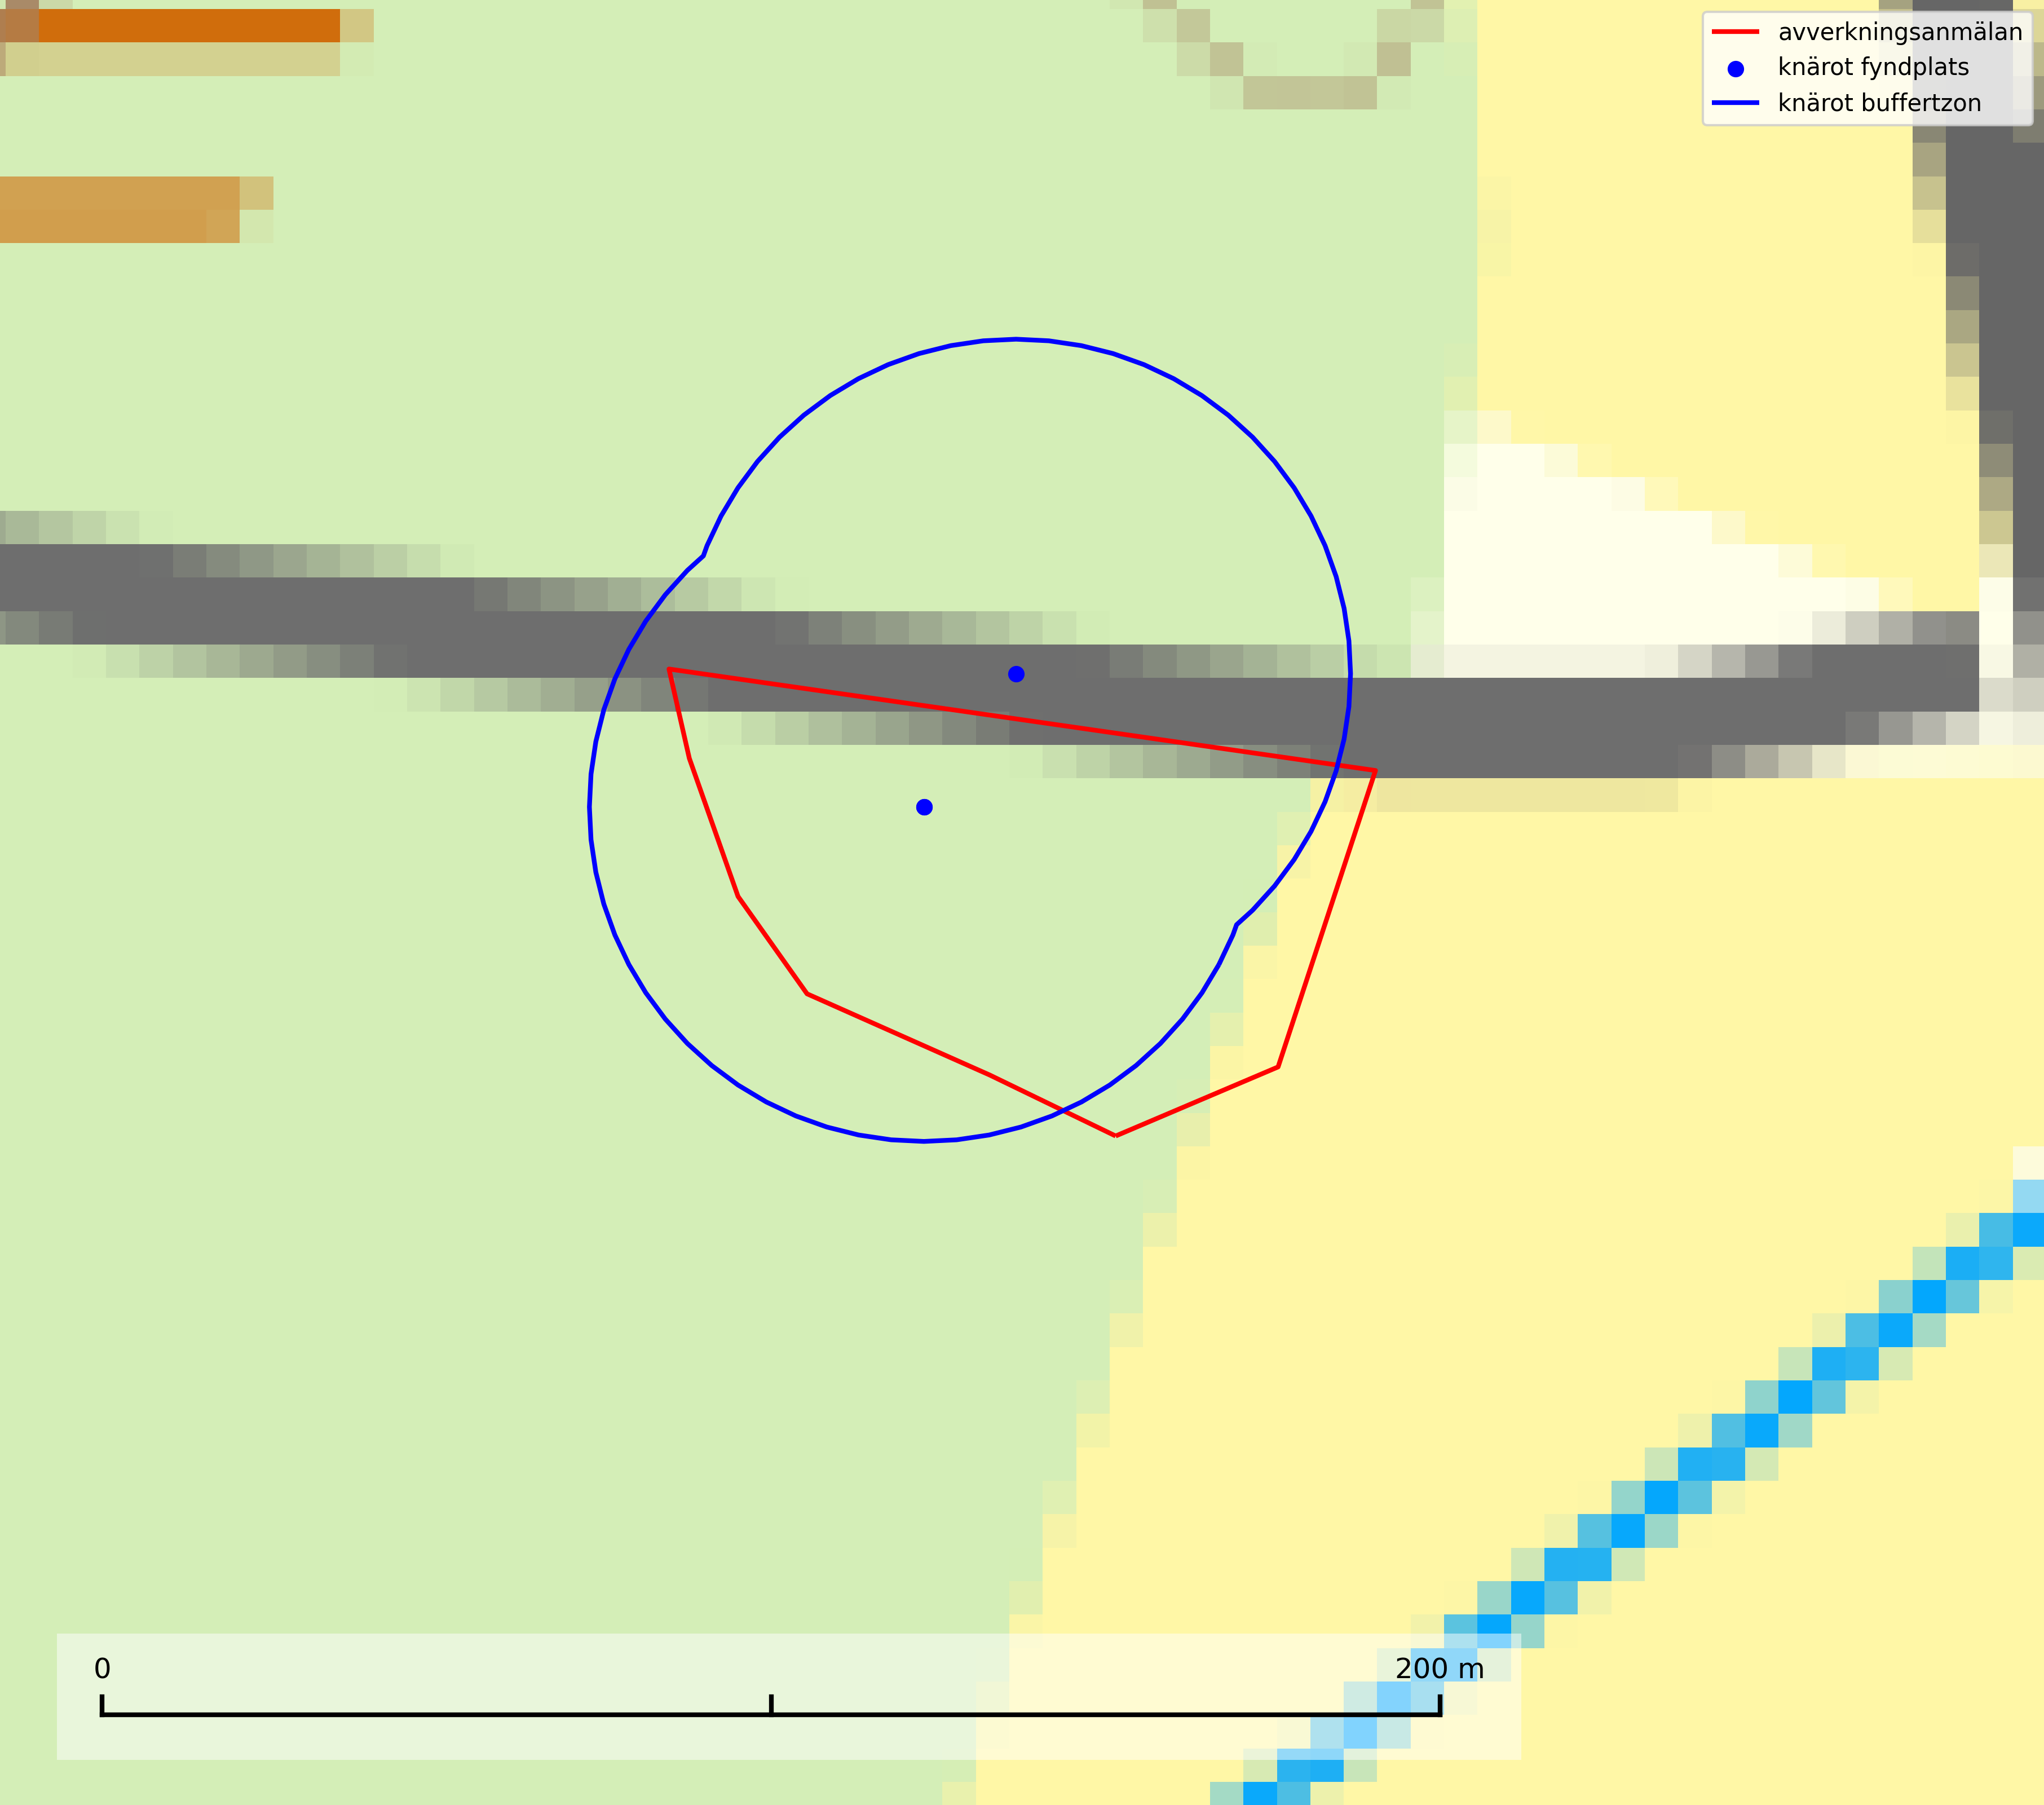 avverkningsanmälan
knärot fyndplats
knärot buffertzon
0
200 m